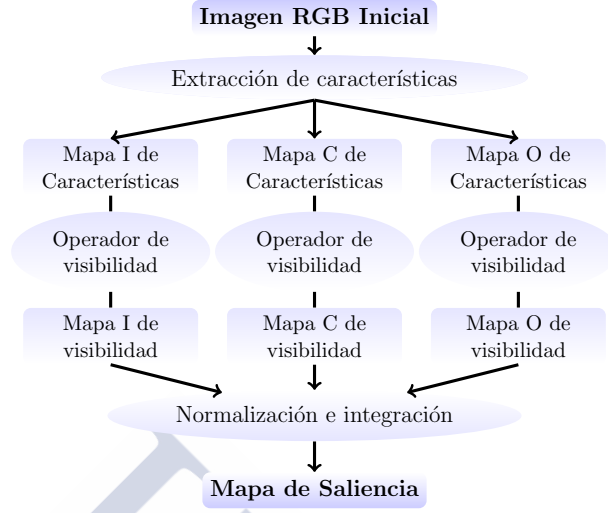 Imagen RGB Inicial
Extracción de características
Mapa I de
Características
Mapa C de
Características
Mapa O de
Características
Operador de
visibilidad
Operador de
visibilidad
Operador de
visibilidad
Mapa I de
visibilidad
Mapa C de
visibilidad
Mapa O de
visibilidad
Normalización e integración
Mapa de Saliencia